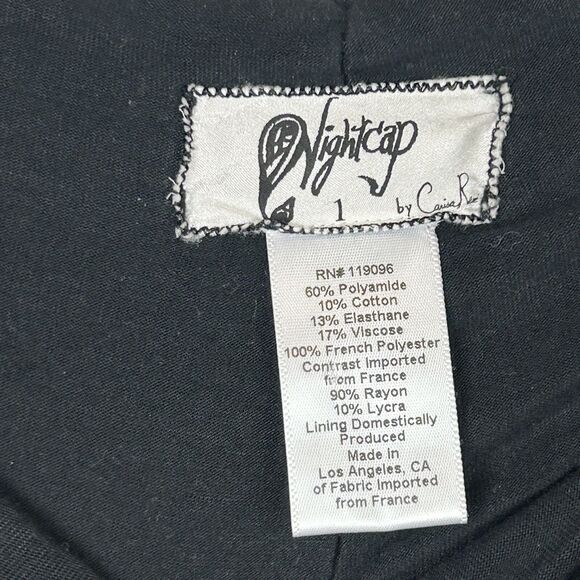 Nightcap
1 by Carisa
RN# 119096
60% Polyamide
10% Cotton
13% Elasthane
17% Viscose
100% French Polyester
Contrast Imported
from France
90% Rayon
10% Lycra
Lining Domestically
Produced
Made in
Los Angeles, CA
of Fabric Imported
from France